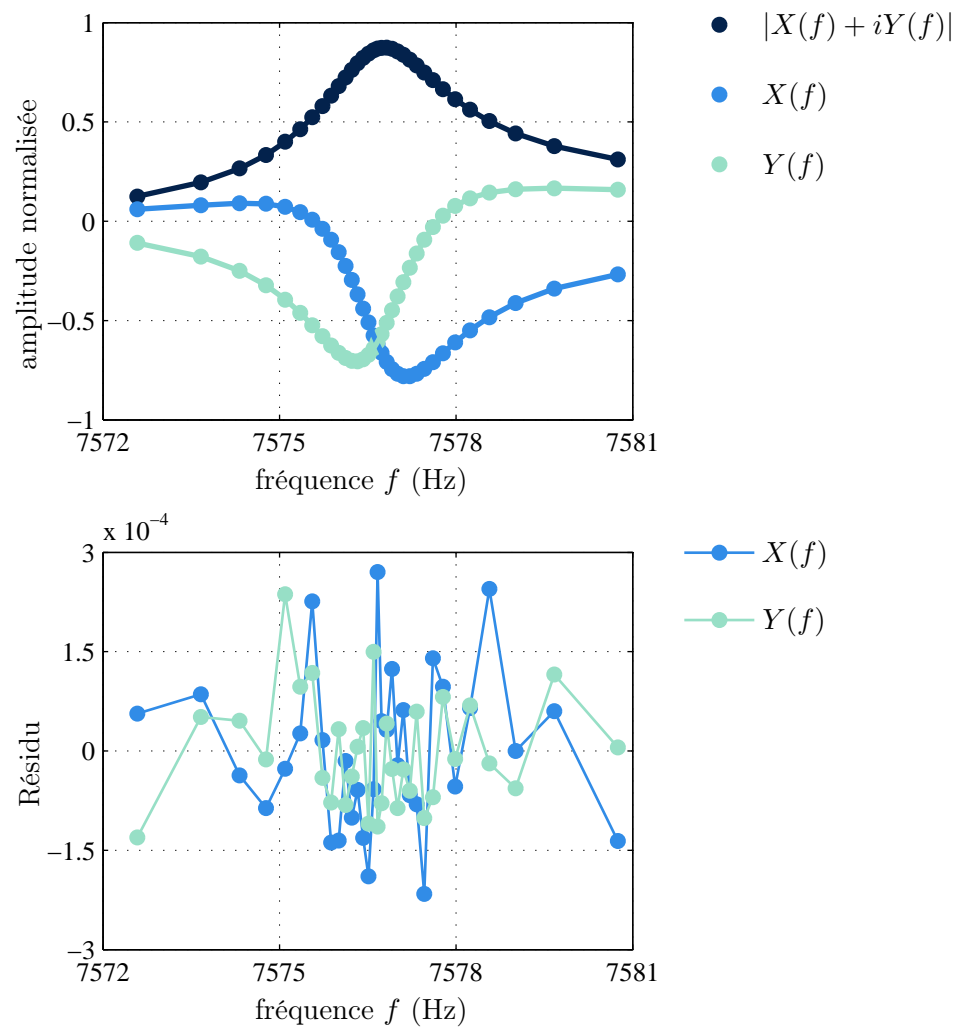 1
|X(f) + iY(f)|
X(f)
Y(f)
0.5
0
−0.5
−1
amplitude normalisée
7572
7575
7578
7581
fréquence f (Hz)
x 10⁻⁴
3
X(f)
Y(f)
1.5
0
−1.5
−3
Résidu
7572
7575
7578
7581
fréquence f (Hz)